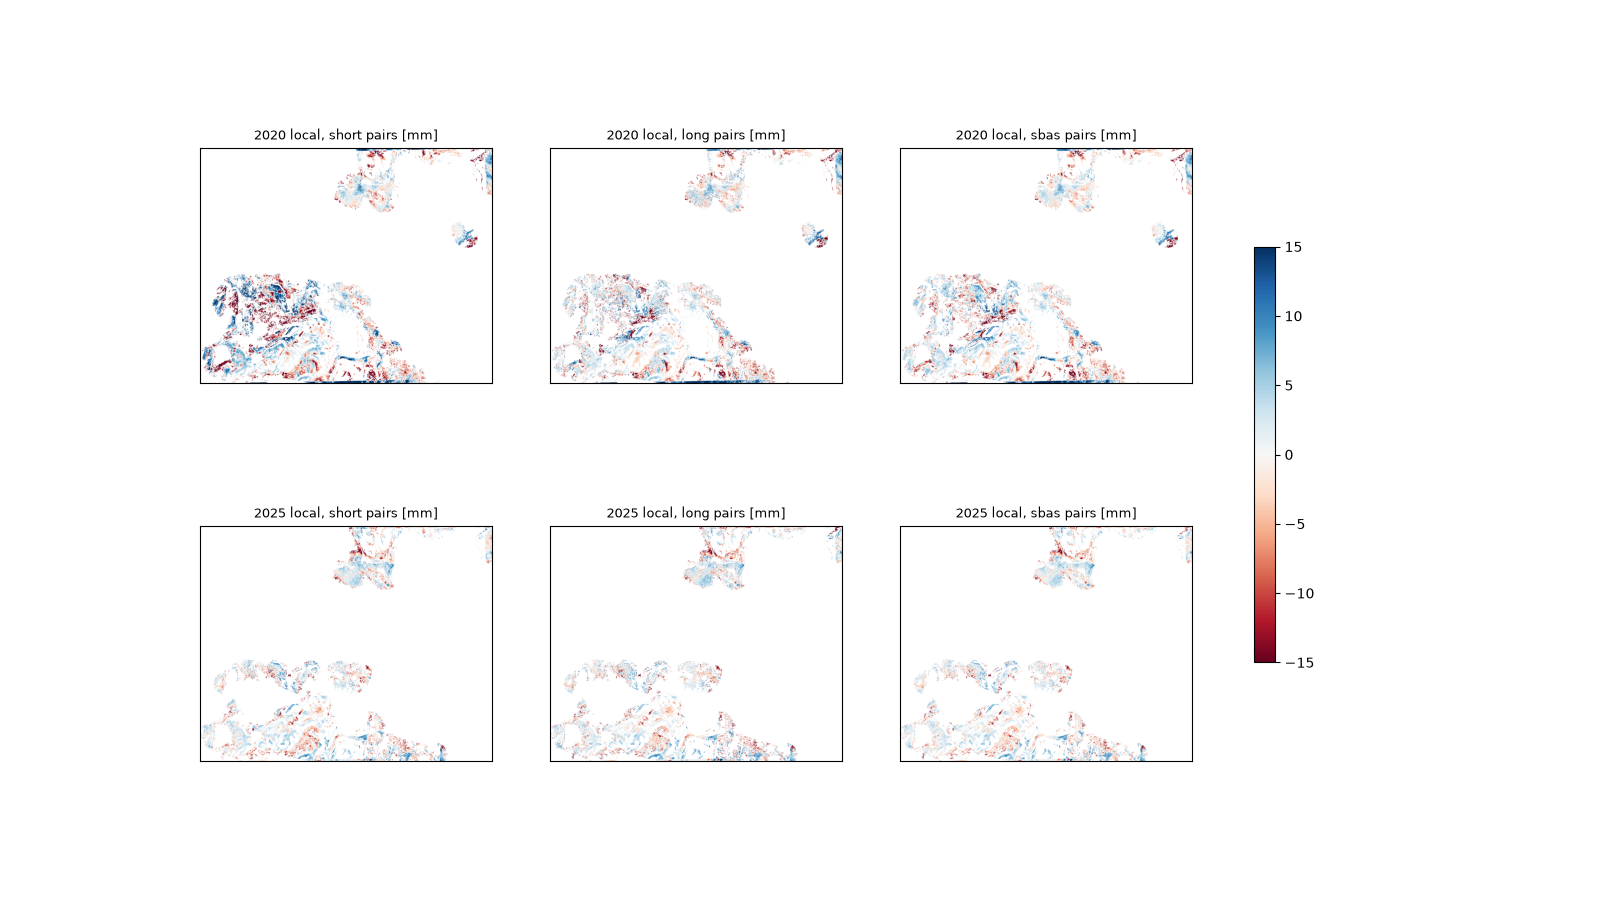 2020 local, short pairs [mm]
2020 local, long pairs [mm]
2020 local, sbas pairs [mm]
2025 local, short pairs [mm]
2025 local, long pairs [mm]
2025 local, sbas pairs [mm]
15
10
5
0
−5
−10
−15